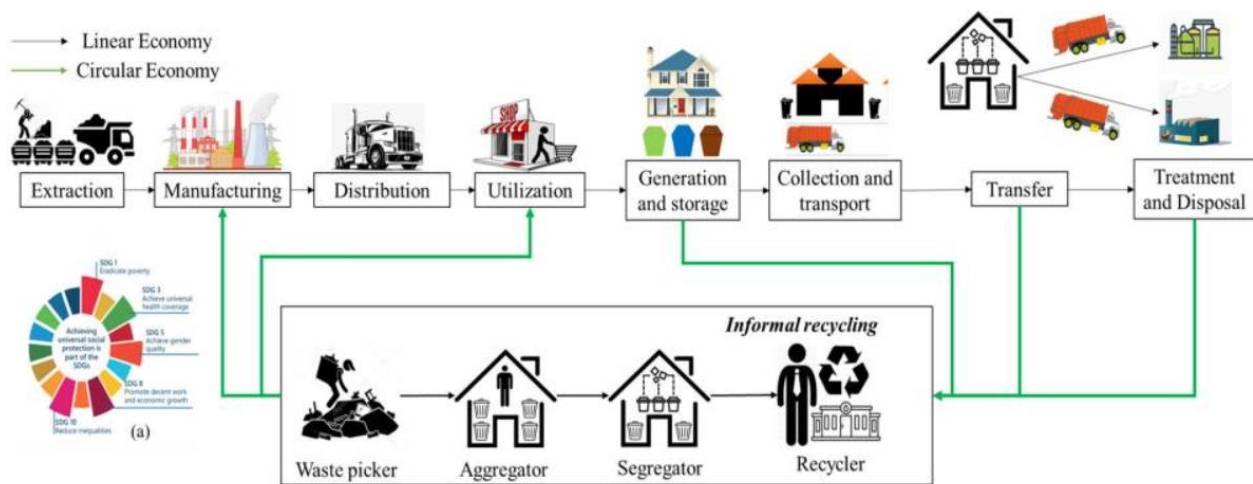 Linear Economy
Circular Economy
SHOP
Extraction
Manufacturing
Distribution
Utilization
Generation
and storage
Collection and
transport
Transfer
Treatment
and Disposal
SDG 1
Eradicate poverty
SDG 3
Achieve universal
health coverage
SDG 5
Achieve gender
quality
SDG 8
Promote decent work
and economic growth
SDG 10
Reduce inequalities
Achieving
universal social
protection is
part of the
SDGs
(a)
Informal recycling
Waste picker
Aggregator
Segregator
Recycler